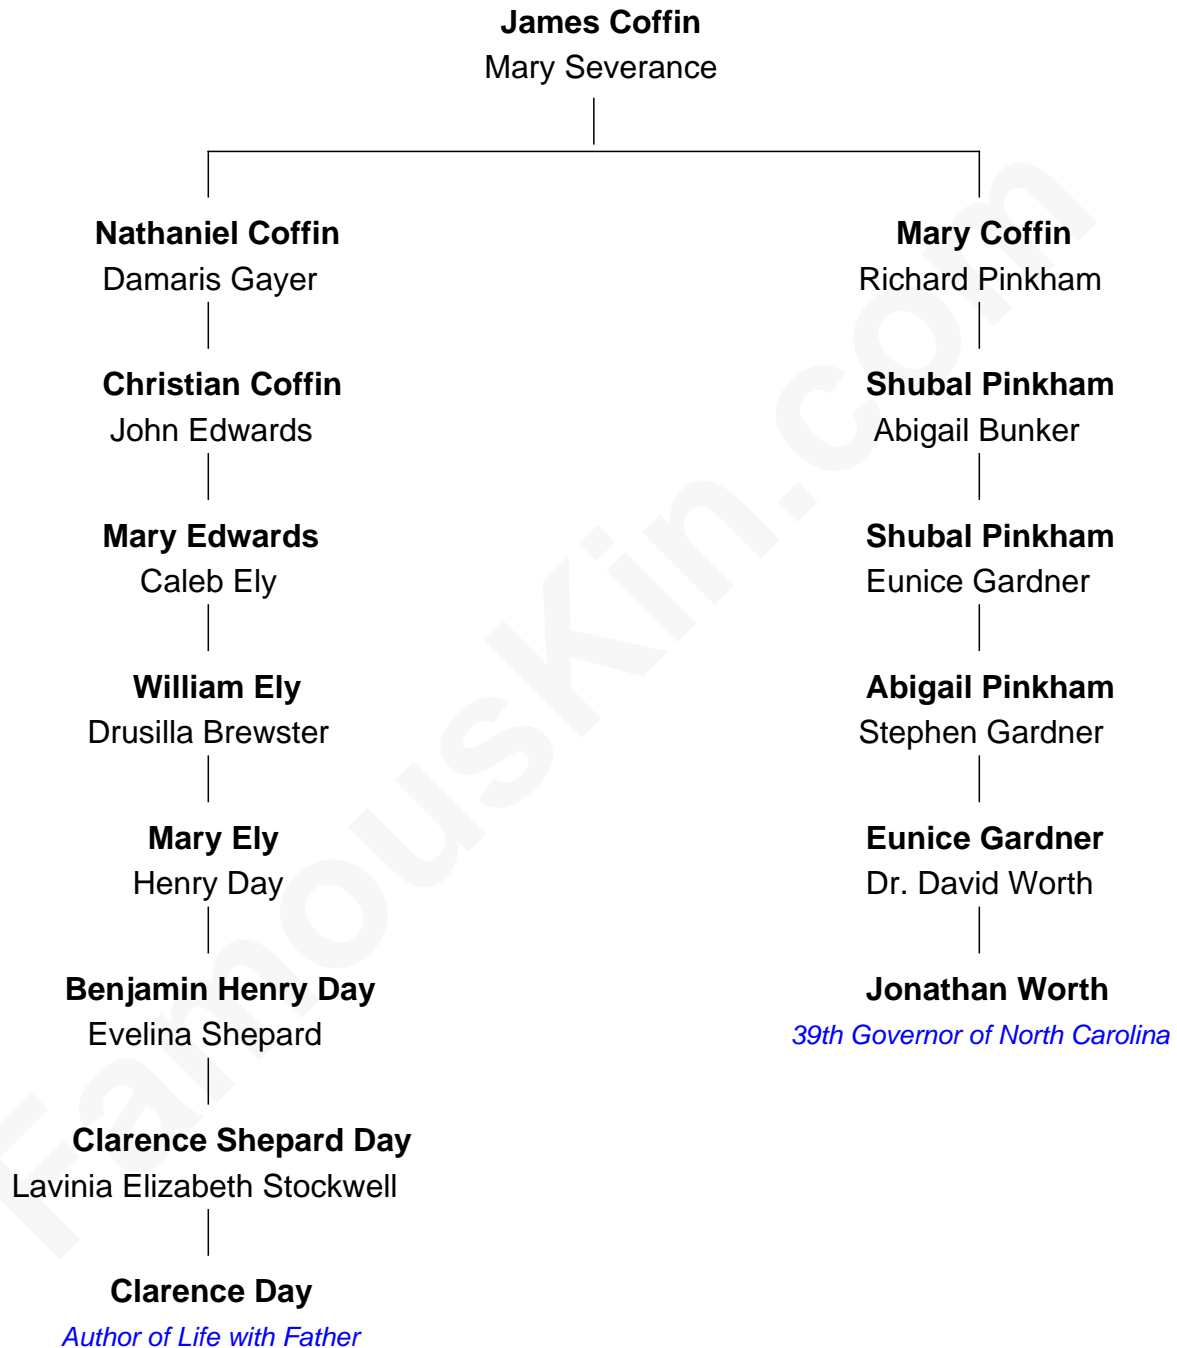 James Coffin
Mary Severance
Nathaniel Coffin
Damaris Gayer
Christian Coffin
John Edwards
Mary Edwards
Caleb Ely
William Ely
Drusilla Brewster
Mary Ely
Henry Day
Benjamin Henry Day
Evelina Shepard
Clarence Shepard Day
Lavinia Elizabeth Stockwell
Clarence Day
Author of Life with Father
Mary Coffin
Richard Pinkham
Shubal Pinkham
Abigail Bunker
Shubal Pinkham
Eunice Gardner
Abigail Pinkham
Stephen Gardner
Eunice Gardner
Dr. David Worth
Jonathan Worth
39th Governor of North Carolina
FamousKin.com